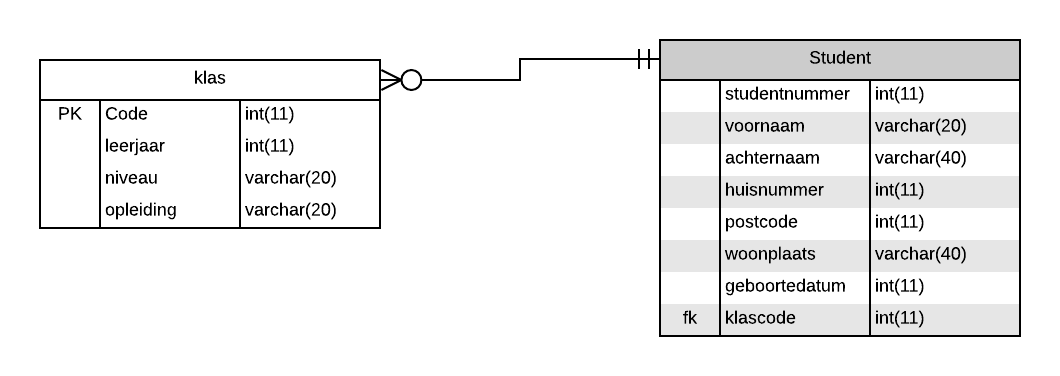 klas
PK Code int(11)
leerjaar int(11)
niveau varchar(20)
opleiding varchar(20)
Student
studentnummer int(11)
voornaam varchar(20)
achternaam varchar(40)
huisnummer int(11)
postcode int(11)
woonplaats varchar(40)
geboortedatum int(11)
fk klascode int(11)